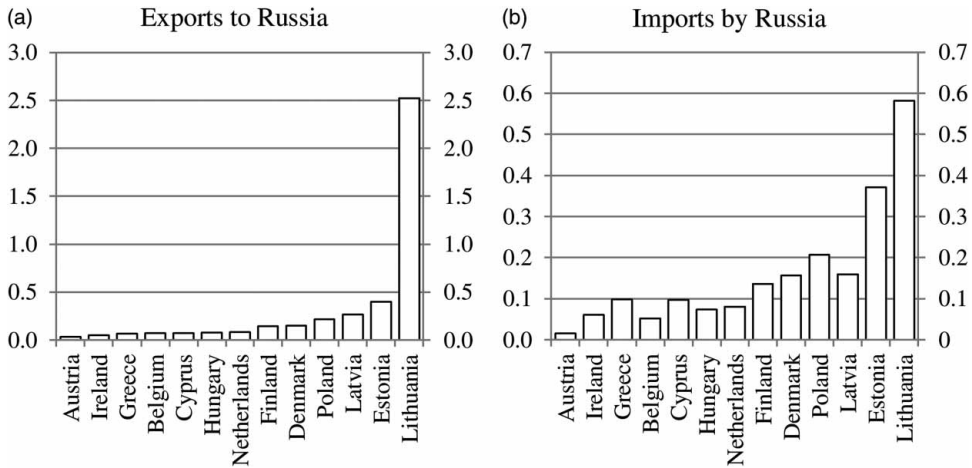 (a) Exports to Russia
3.0 3.0
2.5 2.5
2.0 2.0
1.5 1.5
1.0 1.0
0.5 0.5
0.0 0.0
Austria
Ireland
Greece
Belgium
Cyprus
Hungary
Netherlands
Finland
Denmark
Poland
Latvia
Estonia
Lithuania
(b) Imports by Russia
0.7 0.7
0.6 0.6
0.5 0.5
0.4 0.4
0.3 0.3
0.2 0.2
0.1 0.1
0.0 0
Austria
Ireland
Greece
Belgium
Cyprus
Hungary
Netherlands
Finland
Denmark
Poland
Latvia
Estonia
Lithuania